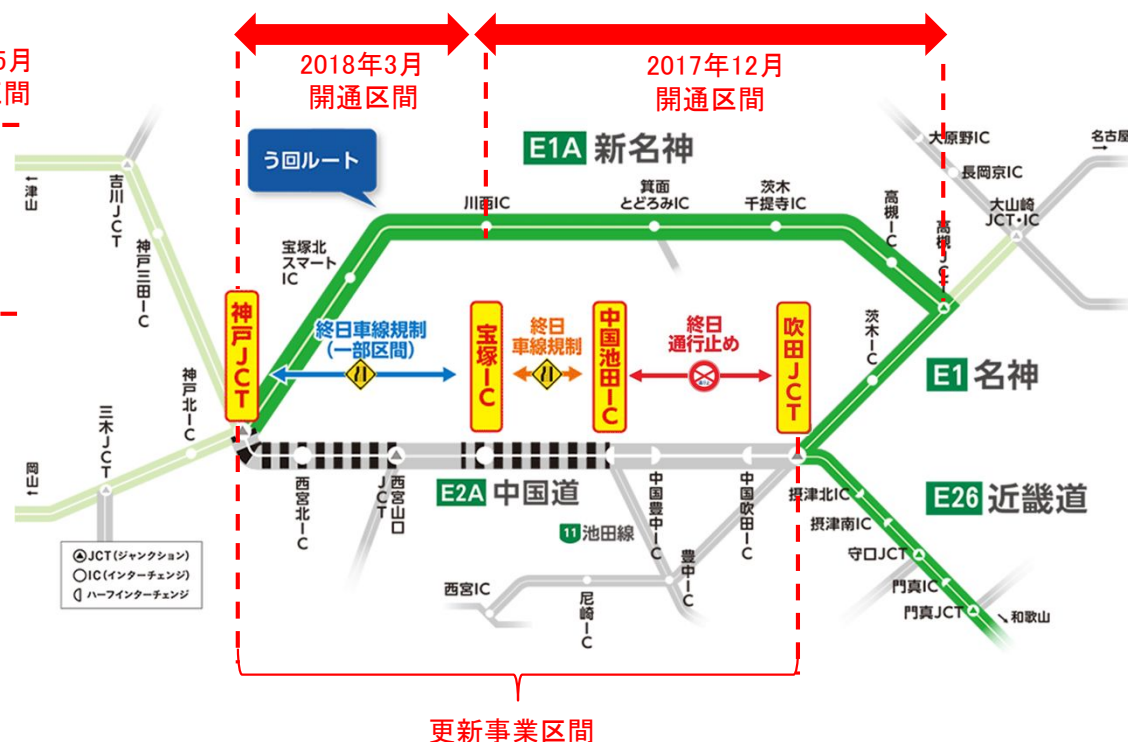 5月
区間
2018年3月
開通区間
2017年12月
開通区間
う回ルート
E1A 新名神
大原野IC
名古屋
→
長岡京IC
大山崎
JCT・IC
←津山
吉川JCT
神戸三田IC
川西IC
箕面
とどろみIC
茨木
千提寺IC
高槻IC
高槻JCT
宝塚北
スマート
IC
神戸JCT
終日車線規制
(一部区間)
宝塚IC
終日
車線規制
中国池田IC
終日
通行止め
吹田JCT
茨木IC
E1 名神
神戸北IC
三木JCT
岡山←
西宮北IC
西宮山口
JCT
E2A 中国道
11 池田線
中国豊中IC
中国吹田IC
摂津北IC
摂津南IC
守口JCT
門真IC
門真JCT
↘和歌山
E26 近畿道
西宮IC
尼崎IC
豊中IC
JCT(ジャンクション)
IC(インターチェンジ)
ハーフインターチェンジ
更新事業区間